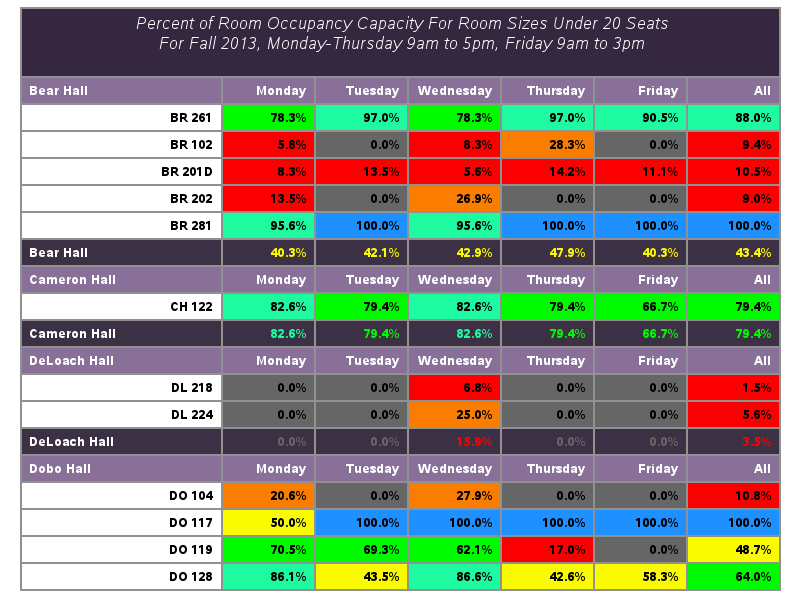 Percent of Room Occupancy Capacity For Room Sizes Under 20 Seats
For Fall 2013, Monday-Thursday 9am to 5pm, Friday 9am to 3pm
Bear Hall Monday Tuesday Wednesday Thursday Friday All
BR 261 78.3% 97.0% 78.3% 97.0% 90.5% 88.0%
BR 102 5.8% 0.0% 8.3% 28.3% 0.0% 9.4%
BR 201D 8.3% 13.5% 5.6% 14.2% 11.1% 10.5%
BR 202 13.5% 0.0% 26.9% 0.0% 0.0% 9.0%
BR 281 95.6% 100.0% 95.6% 100.0% 100.0% 100.0%
Bear Hall 40.3% 42.1% 42.9% 47.9% 40.3% 43.4%
Cameron Hall Monday Tuesday Wednesday Thursday Friday All
CH 122 82.6% 79.4% 82.6% 79.4% 66.7% 79.4%
Cameron Hall 82.6% 79.4% 82.6% 79.4% 66.7% 79.4%
DeLoach Hall Monday Tuesday Wednesday Thursday Friday All
DL 218 0.0% 0.0% 6.8% 0.0% 0.0% 1.5%
DL 224 0.0% 0.0% 25.0% 0.0% 0.0% 5.6%
DeLoach Hall 0.0% 0.0% 15.9% 0.0% 0.0% 3.5%
Dobo Hall Monday Tuesday Wednesday Thursday Friday All
DO 104 20.6% 0.0% 27.9% 0.0% 0.0% 10.8%
DO 117 50.0% 100.0% 100.0% 100.0% 100.0% 100.0%
DO 119 70.5% 69.3% 62.1% 17.0% 0.0% 48.7%
DO 128 86.1% 43.5% 86.6% 42.6% 58.3% 64.0%